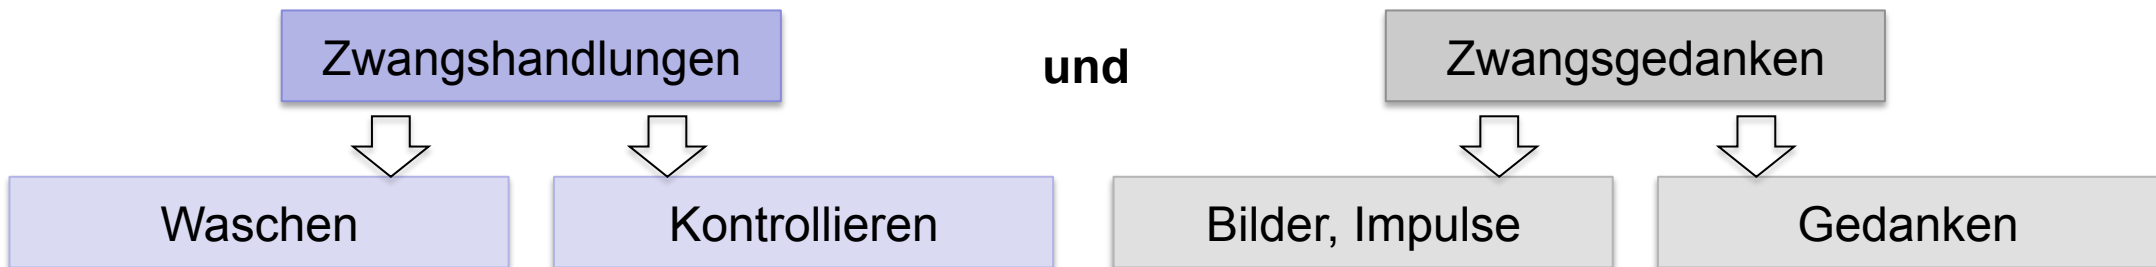 Zwangshandlungen
und
Zwangsgedanken
Waschen
Kontrollieren
Bilder, Impulse
Gedanken